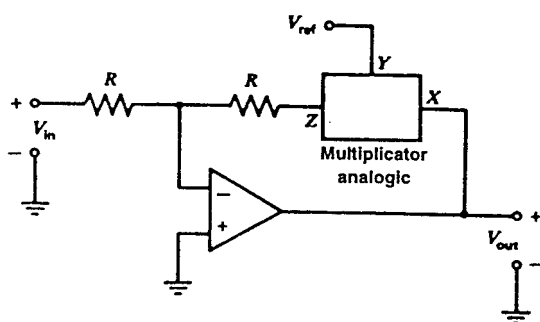 V_ref
Y
R
R
Z
X
+
V_in
−
Multiplicator
analogic
−
+
+
V_out
−